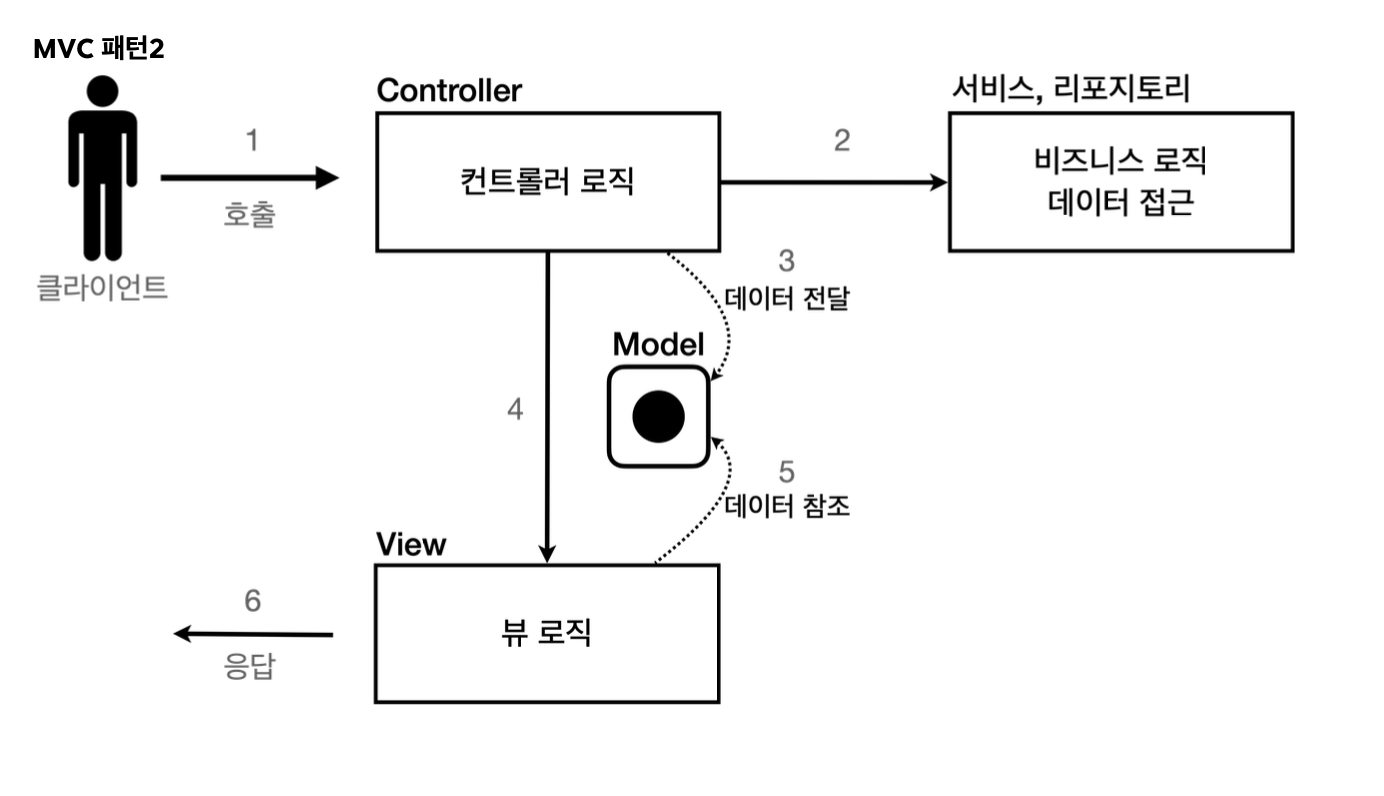 MVC 패턴2
Controller
서비스, 리포지토리
1
호출
클라이언트
컨트롤러 로직
2
비즈니스 로직
데이터 접근
3
데이터 전달
Model
4
5
데이터 참조
View
뷰 로직
6
응답